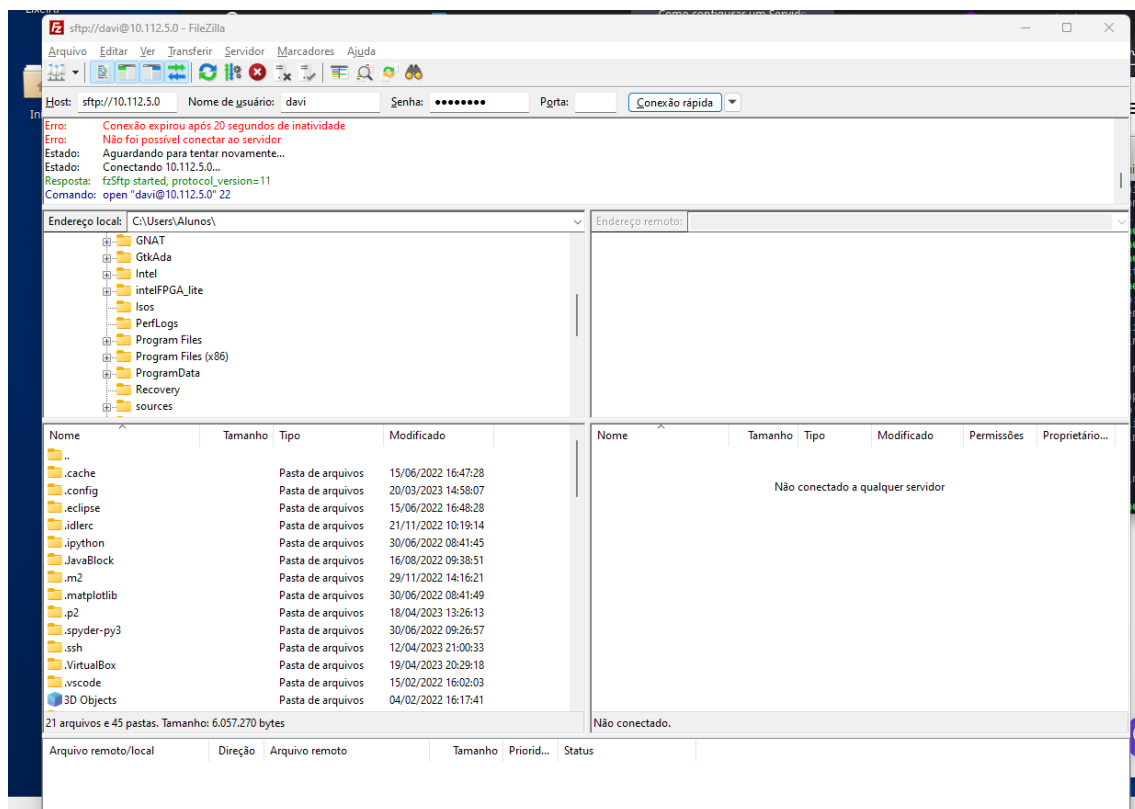 Lixeira
Como configurar um Servid
sftp://davi@10.112.5.0 - FileZilla
Arquivo Editar Ver Transferir Servidor Marcadores Ajuda
In
Host: sftp://10.112.5.0 Nome de usuário: davi Senha: ●●●●●●●● Porta: Conexão rápida
Erro: Conexão expirou após 20 segundos de inatividade
Erro: Não foi possível conectar ao servidor
Estado: Aguardando para tentar novamente...
Estado: Conectando 10.112.5.0...
Resposta: fzSftp started, protocol_version=11
Comando: open "davi@10.112.5.0" 22
Endereço local: C:\Users\Alunos\
Endereço remoto:
GNAT
GtkAda
Intel
intelFPGA_lite
Isos
PerfLogs
Program Files
Program Files (x86)
ProgramData
Recovery
sources
Nome Tamanho Tipo Modificado
..
.cache Pasta de arquivos 15/06/2022 16:47:28
.config Pasta de arquivos 20/03/2023 14:58:07
.eclipse Pasta de arquivos 15/06/2022 16:48:28
.idlerc Pasta de arquivos 21/11/2022 10:19:14
.ipython Pasta de arquivos 30/06/2022 08:41:45
.JavaBlock Pasta de arquivos 16/08/2022 09:38:51
.m2 Pasta de arquivos 29/11/2022 14:16:21
.matplotlib Pasta de arquivos 30/06/2022 08:41:49
.p2 Pasta de arquivos 18/04/2023 13:26:13
.spyder-py3 Pasta de arquivos 30/06/2022 09:26:57
.ssh Pasta de arquivos 12/04/2023 21:00:33
.VirtualBox Pasta de arquivos 19/04/2023 20:29:18
.vscode Pasta de arquivos 15/02/2022 16:02:03
3D Objects Pasta de arquivos 04/02/2022 16:17:41
21 arquivos e 45 pastas. Tamanho: 6.057.270 bytes
Nome Tamanho Tipo Modificado Permissões Proprietário...
Não conectado a qualquer servidor
Não conectado.
Arquivo remoto/local Direção Arquivo remoto Tamanho Priorid... Status